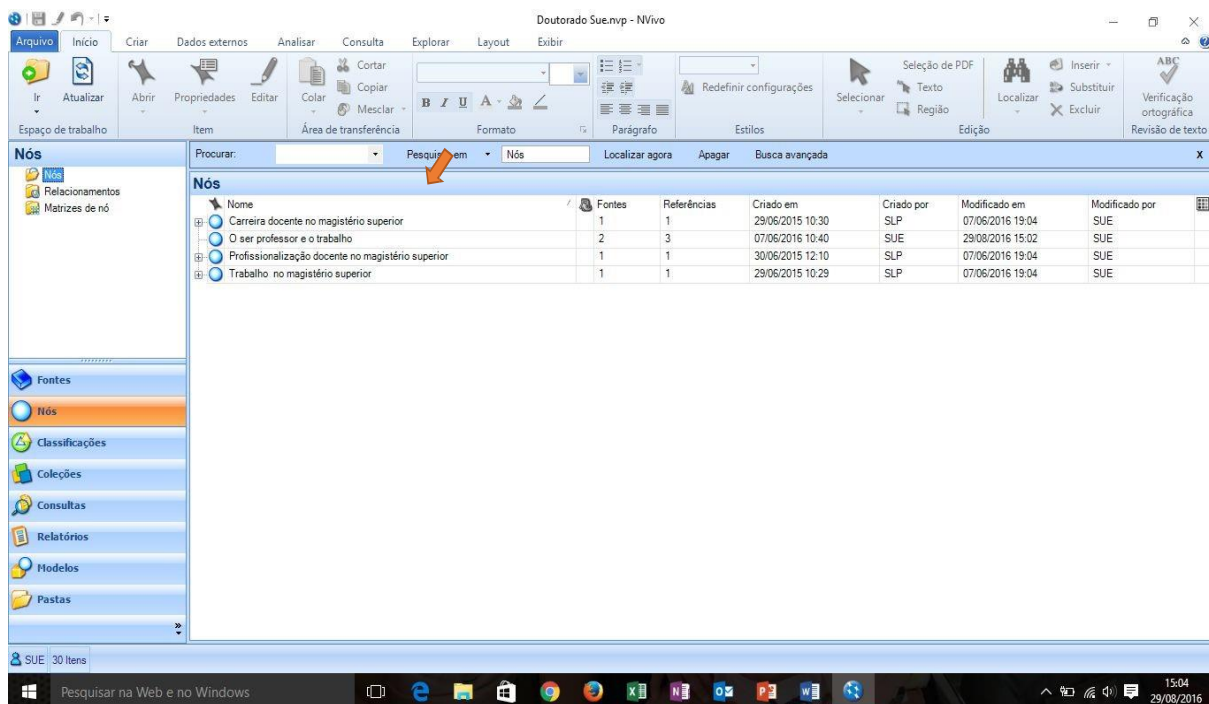 Doutorado Sue.nvp - NVivo
Arquivo Início Criar Dados externos Analisar Consulta Explorar Layout Exibir
Ir Atualizar Abrir Propriedades Editar Colar
Cortar
Copiar
Mesclar
B I U A
Redefinir configurações
Selecionar
Seleção de PDF
Texto
Região
Localizar
Inserir
Substituir
Excluir
ABC
Verificação ortográfica
Espaço de trabalho Item Área de transferência Formato Parágrafo Estilos Edição Revisão de texto
Nós
Nós
Relacionamentos
Matrizes de nó
Procurar: Nós Localizar agora Apagar Busca avançada x
Nós
Nome Fontes Referências Criado em Criado por Modificado em Modificado por
Carreira docente no magistério superior 1 1 29/06/2015 10:30 SLP 07/06/2016 19:04 SUE
O ser professor e o trabalho 2 3 07/06/2016 10:40 SUE 29/08/2016 15:02 SUE
Profissionalização docente no magistério superior 1 1 30/06/2015 12:10 SLP 07/06/2016 19:04 SUE
Trabalho no magistério superior 1 1 29/06/2015 10:29 SLP 07/06/2016 19:04 SUE
Fontes
Nós
Classificações
Coleções
Consultas
Relatórios
Modelos
Pastas
SUE 30 Itens
Pesquisar na Web e no Windows
15:04
29/08/2016